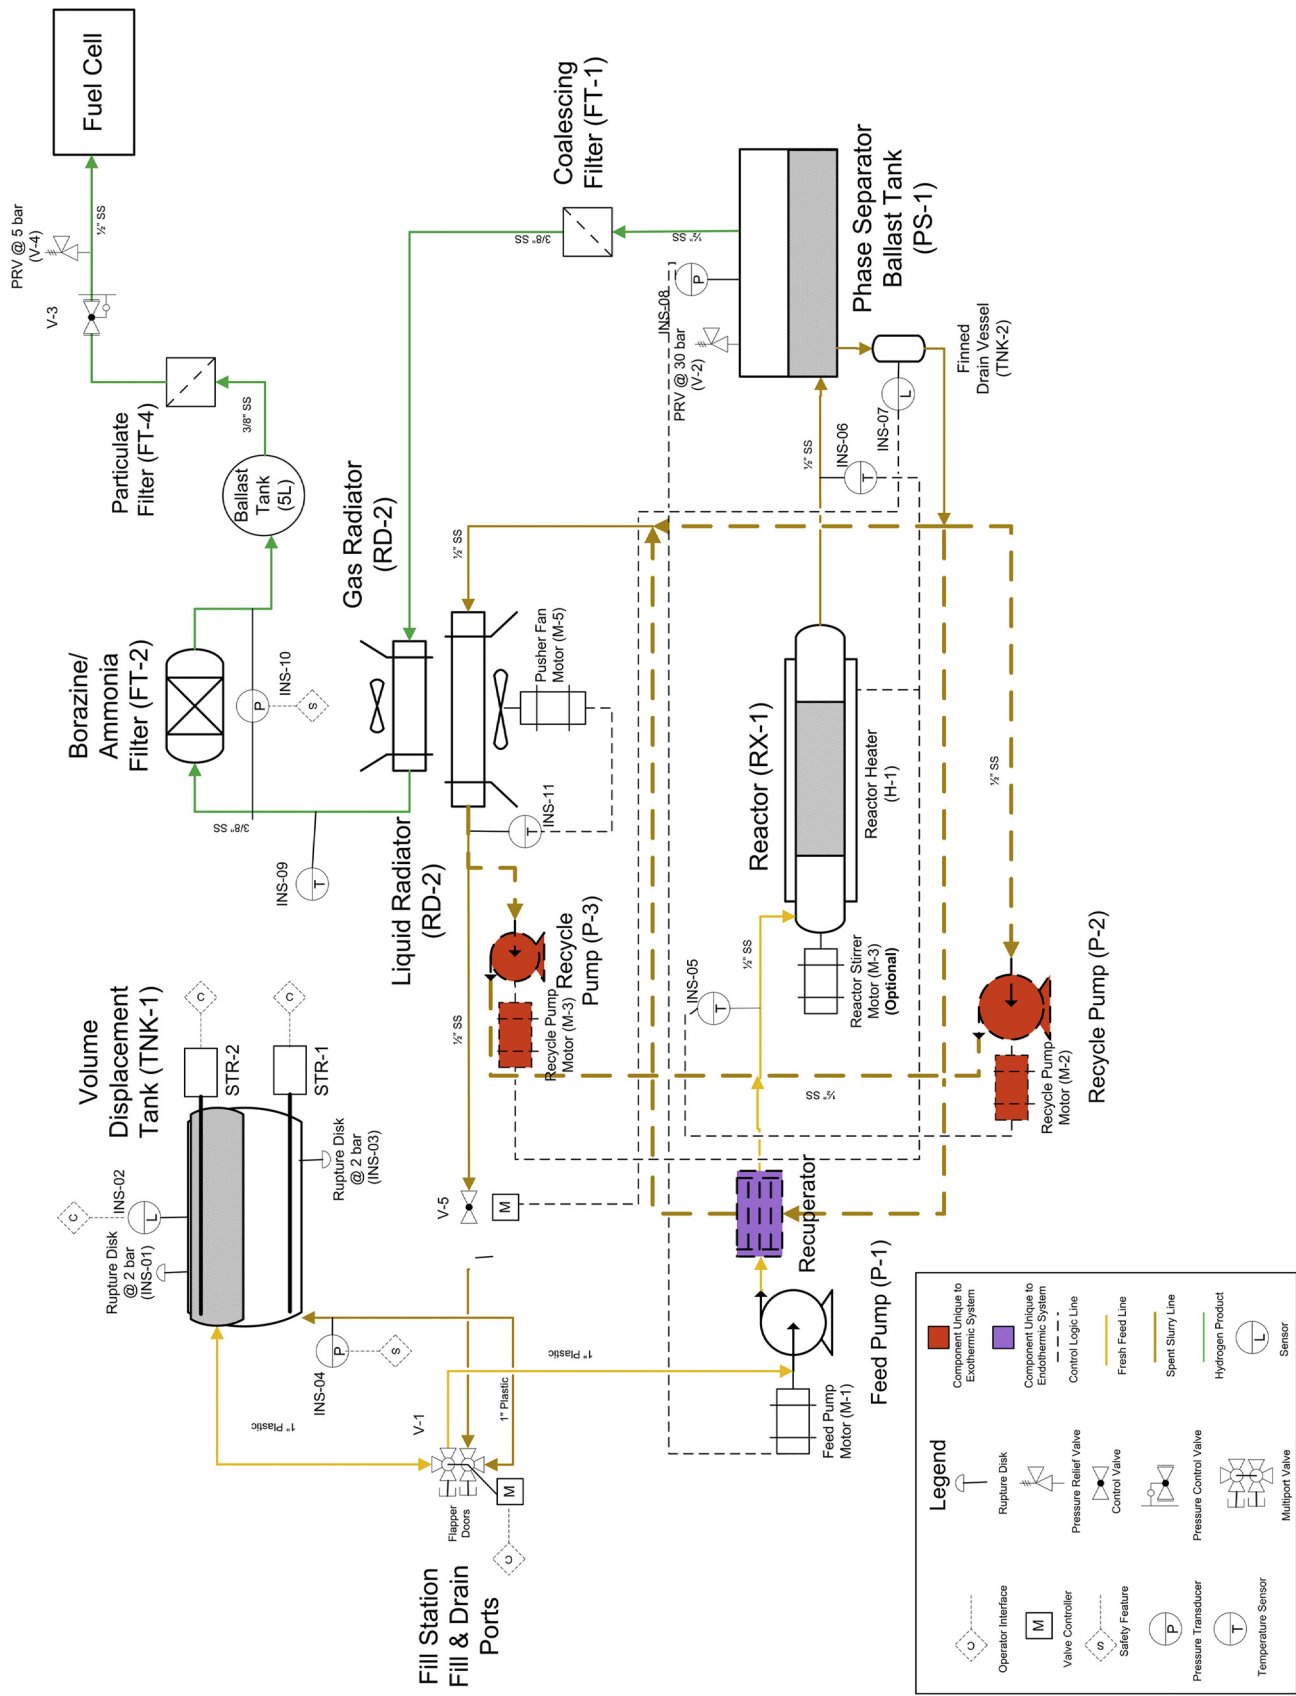 Fuel Cell
½" SS
PRV @ 5 bar
(V-4)
V-3
Particulate
Filter (FT-4)
3/8" SS
Ballast
Tank
(5L)
Borazine/
Ammonia
Filter (FT-2)
P
INS-10
S
3/8" SS
INS-09
T
Gas Radiator
(RD-2)
Liquid Radiator
(RD-2)
½" SS
Pusher Fan
Motor (M-5)
INS-11
T
Coalescing
Filter (FT-1)
3/8" SS
½" SS
INS-08
P
PRV @ 30 bar
(V-2)
Phase Separator
Ballast Tank
(PS-1)
Finned
Drain Vessel
(TNK-2)
INS-07
L
INS-06
T
½" SS
Reactor (RX-1)
Reactor Heater
(H-1)
Reactor Stirrer
Motor (M-3)
(Optional)
½" SS
INS-05
T
½" SS
½" SS
Recycle Pump (P-2)
Recycle Pump
Motor (M-2)
Recycle
Pump (P-3)
Recycle Pump
Motor (M-3)
½" SS
V-5
M
Recuperator
Feed Pump (P-1)
Feed Pump
Motor (M-1)
Volume
Displacement
Tank (TNK-1)
C
STR-2
C
STR-1
Rupture Disk
@ 2 bar
(INS-03)
C
INS-02
L
Rupture Disk
@ 2 bar
(INS-01)
INS-04
P
S
1" Plastic
1" Plastic
1" Plastic
V-1
Flapper
Doors
M
C
Fill Station
Fill & Drain
Ports
Legend
C
Operator Interface
M
Valve Controller
S
Safety Feature
P
Pressure Transducer
T
Temperature Sensor
Rupture Disk
Pressure Relief Valve
Control Valve
Pressure Control Valve
Multiport Valve
Component Unique to
Exothermic System
Component Unique to
Endothermic System
Control Logic Line
Fresh Feed Line
Spent Slurry Line
Hydrogen Product
L
Sensor